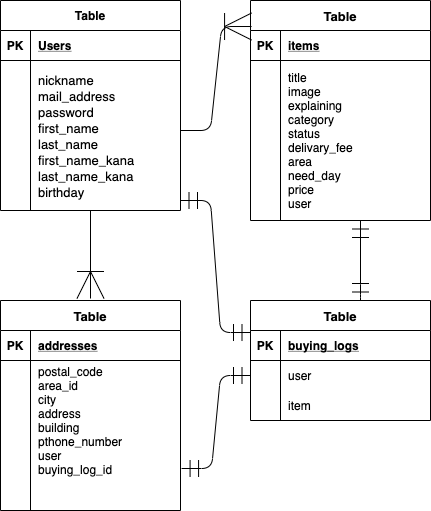 Table
PK Users
nickname
mail_address
password
first_name
last_name
first_name_kana
last_name_kana
birthday
Table
PK items
title
image
explaining
category
status
delivary_fee
area
need_day
price
user
Table
PK addresses
postal_code
area_id
city
address
building
pthone_number
user
buying_log_id
Table
PK buying_logs
user
item